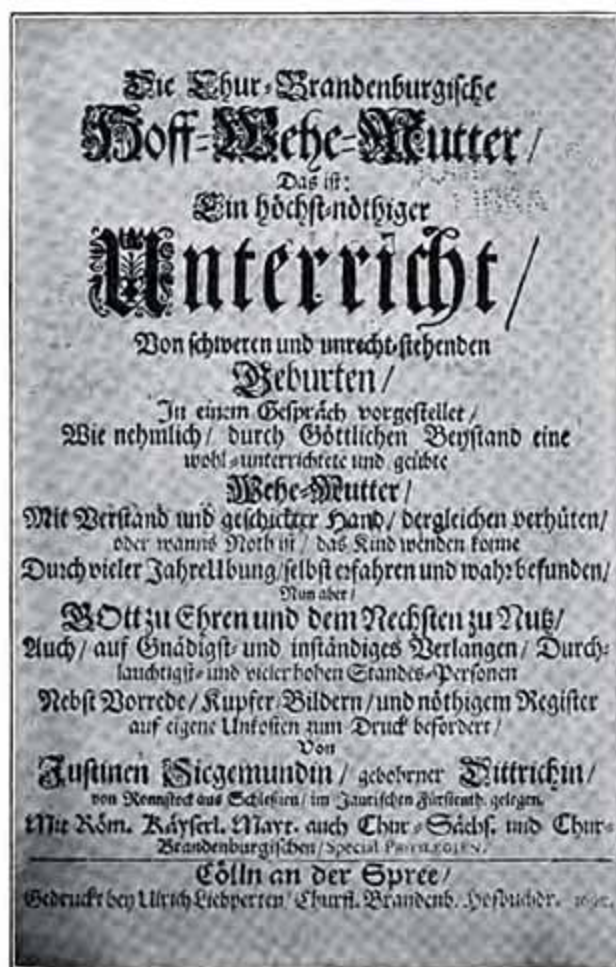 Die Chur-Brandenburgische
Hoff-Wehe-Mutter/
Das ist:
Ein höchst-nöthiger
Unterricht/
Von schweren und unrecht-stehenden
Geburten/
In einem Gespräch vorgestellet/
Wie nehmlich/ durch Göttlichen Beystand eine
wohl-unterrichtete und geübte
Wehe-Mutter/
Mit Verstand und geschickter Hand/ dergleichen verhüten/
oder wanns Noth ist/ das Kind wenden könne
Durch vieler Jahre Ubung/ selbst erfahren und wahr befunden/
Nun aber/
GOtt zu Ehren und dem Nechsten zu Nutz/
Auch/ auf Gnädigst- und inständiges Verlangen/ Durch-
lauchtigst- und vieler hohen Standes-Personen
Nebst Vorrede/ Kupfer-Bildern/ und nöthigem Register
auf eigene Unkosten zum Druck befördert/
Von
Justinen Siegemundin/ gebohrner Dittrichin/
von Ronnstock aus Schlesien/ im Jaurischen Fürstenth. gelegen.
Mit Röm. Käyserl. Mayt. auch Chur-Sächs. und Chur-
Brandenburgischen/ Special PRIVILEGIEN.
Cölln an der Spree/
Gedruckt bey Ulrich Liebperten/ Churfl. Brandenb. Hofbuchdr.